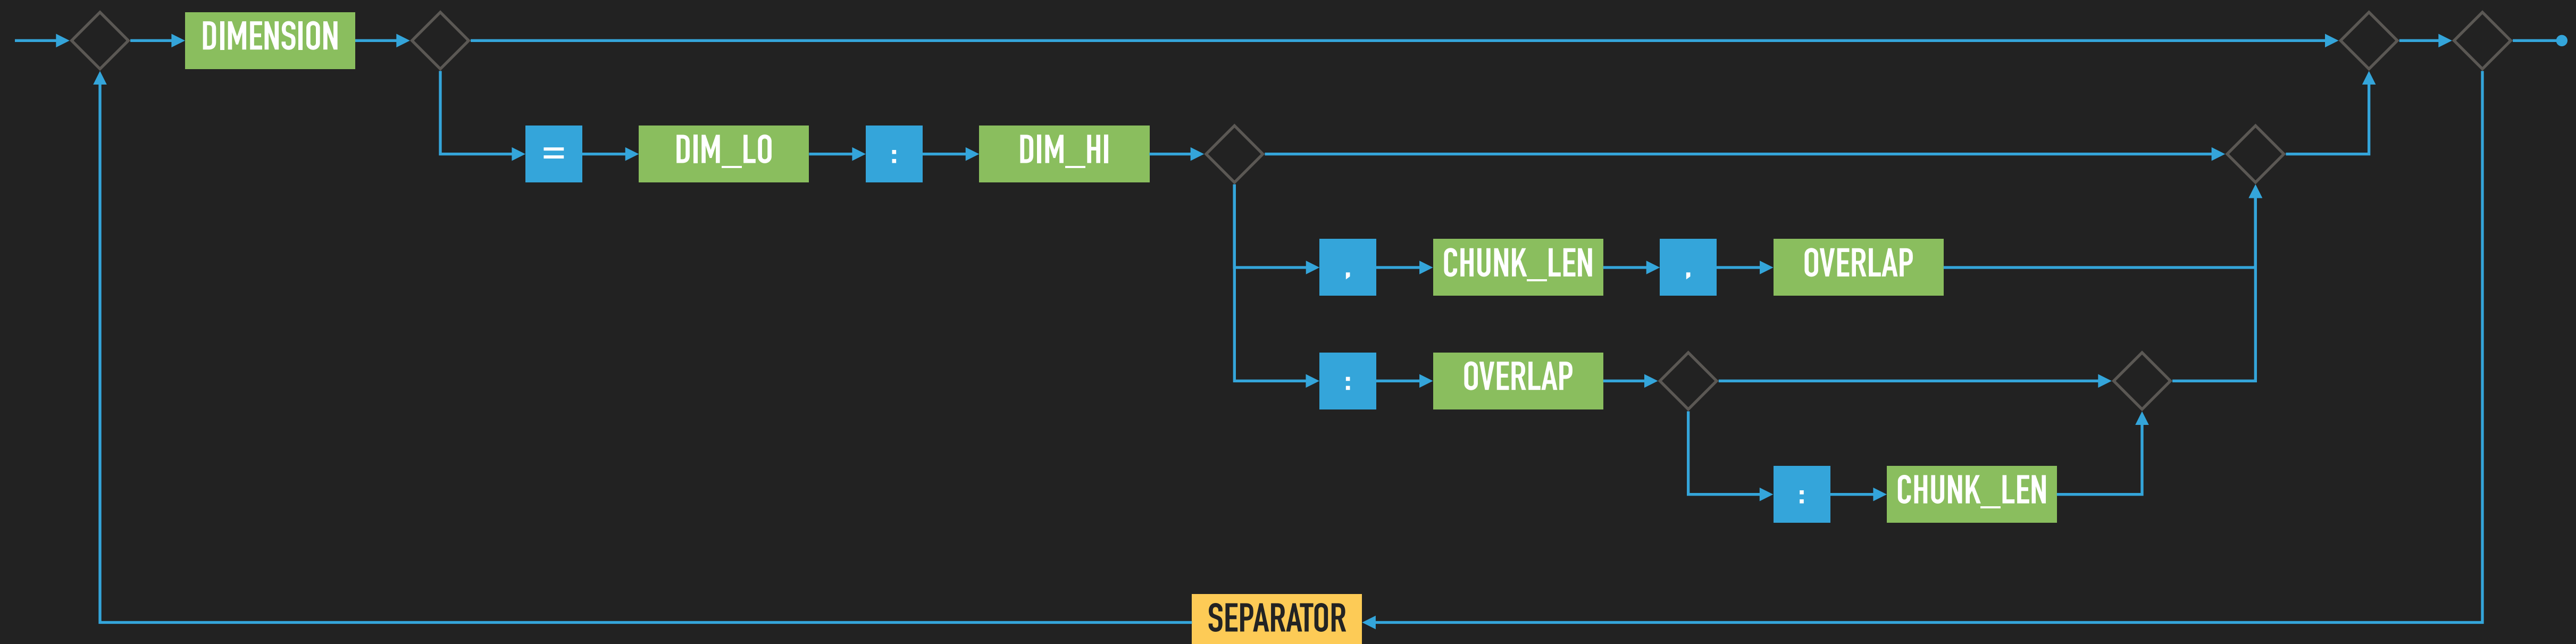 DIMENSION
= DIM_LO : DIM_HI
, CHUNK_LEN , OVERLAP
: OVERLAP
: CHUNK_LEN
SEPARATOR